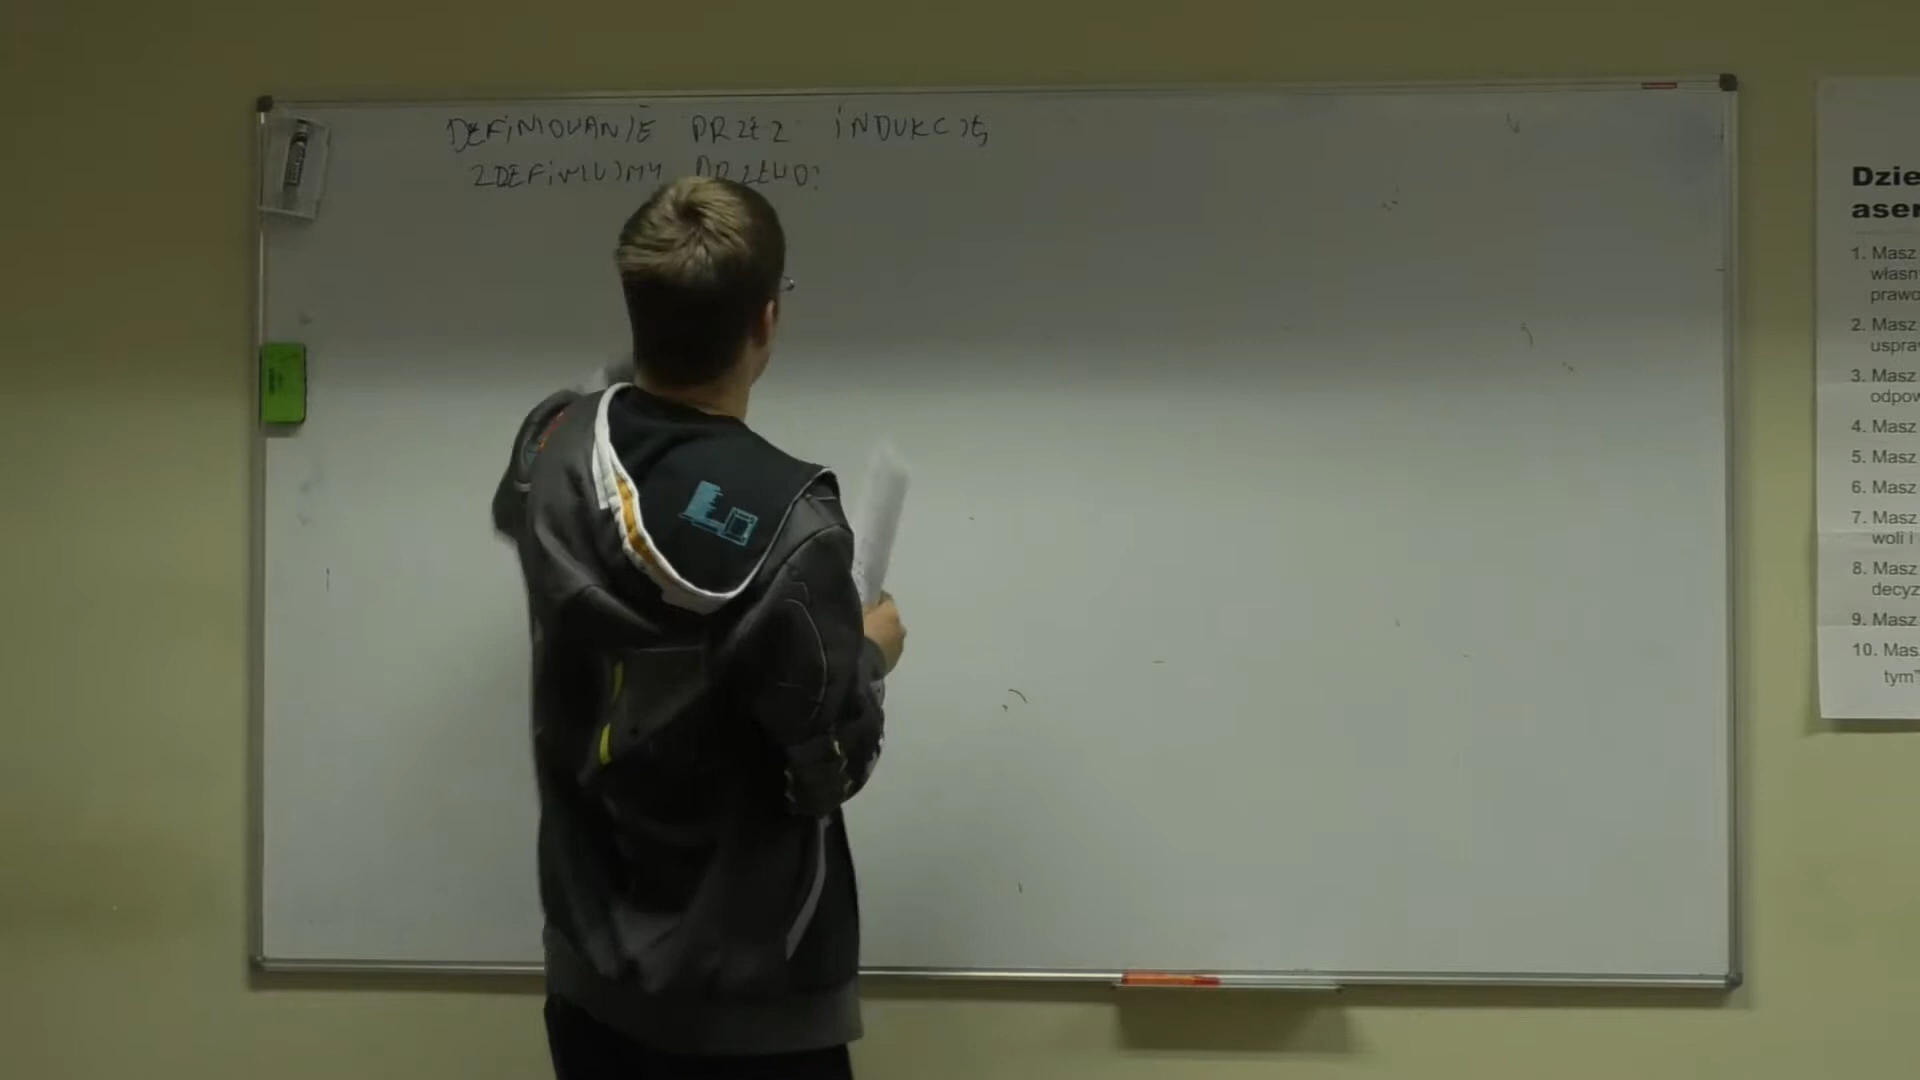 DEFINIOWANIE PRZEZ INDUKCJĘ
ZDEFINIUJMY DRZEWO:
Dzie
aser
1. Masz
własn
prawo
2. Masz
uspra
3. Masz
odpow
4. Masz
5. Masz
6. Masz
7. Masz
woli i
8. Masz
decyz
9. Masz
10. Mas
tym"